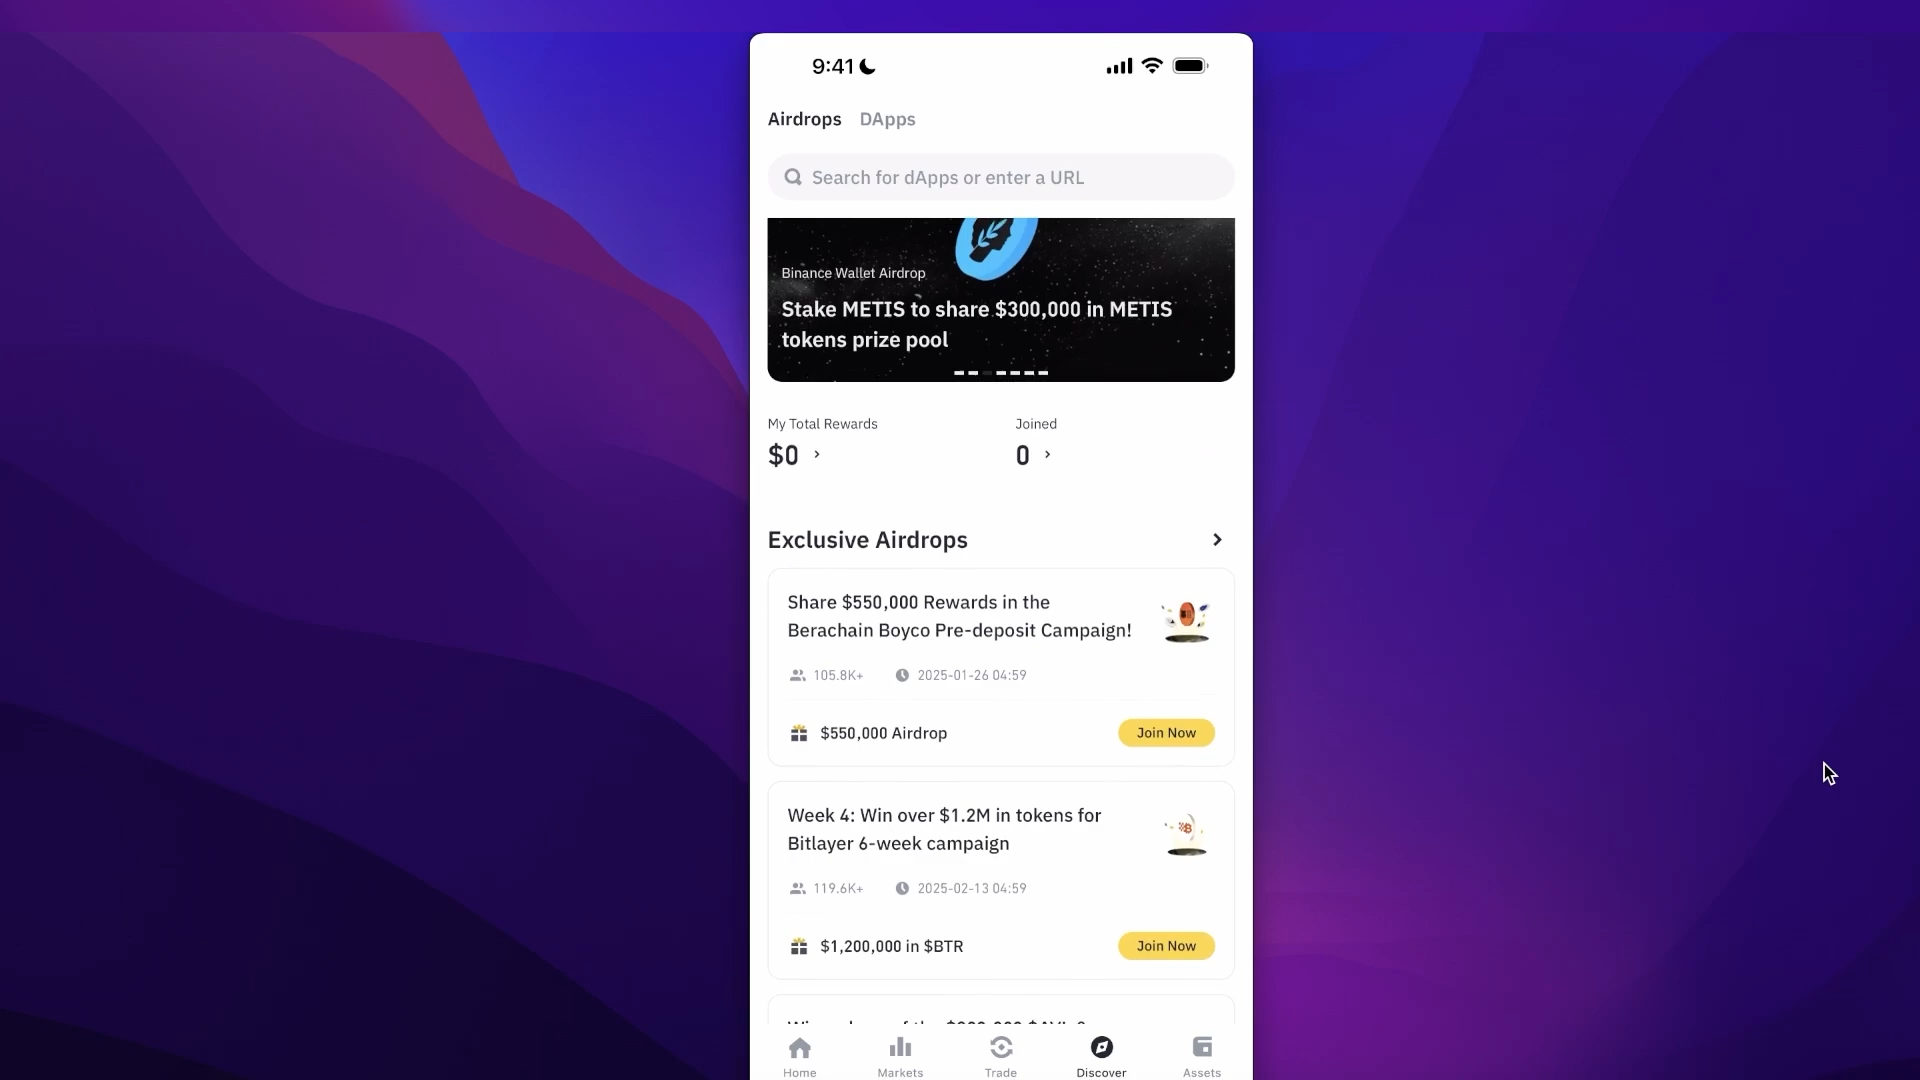 9:41
Airdrops DApps
Search for dApps or enter a URL
Binance Wallet Airdrop
Stake METIS to share $300,000 in METIS
tokens prize pool
My Total Rewards Joined
$0 0
Exclusive Airdrops
Share $550,000 Rewards in the
Berachain Boyco Pre-deposit Campaign!
105.8K+ 2025-01-26 04:59
$550,000 Airdrop Join Now
Week 4: Win over $1.2M in tokens for
Bitlayer 6-week campaign
119.6K+ 2025-02-13 04:59
$1,200,000 in $BTR Join Now
Home Markets Trade Discover Assets